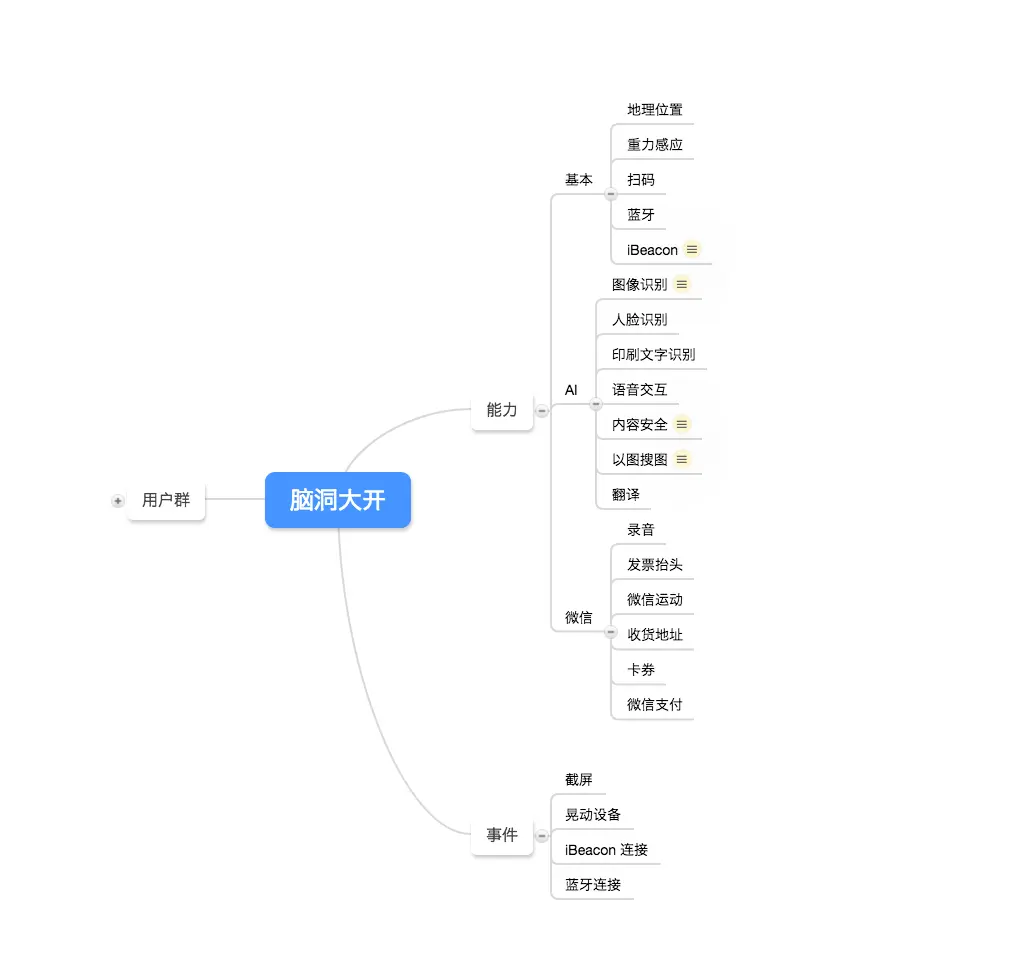 脑洞大开
用户群
能力
基本
地理位置
重力感应
扫码
蓝牙
iBeacon
AI
图像识别
人脸识别
印刷文字识别
语音交互
内容安全
以图搜图
翻译
微信
录音
发票抬头
微信运动
收货地址
卡券
微信支付
事件
截屏
晃动设备
iBeacon 连接
蓝牙连接